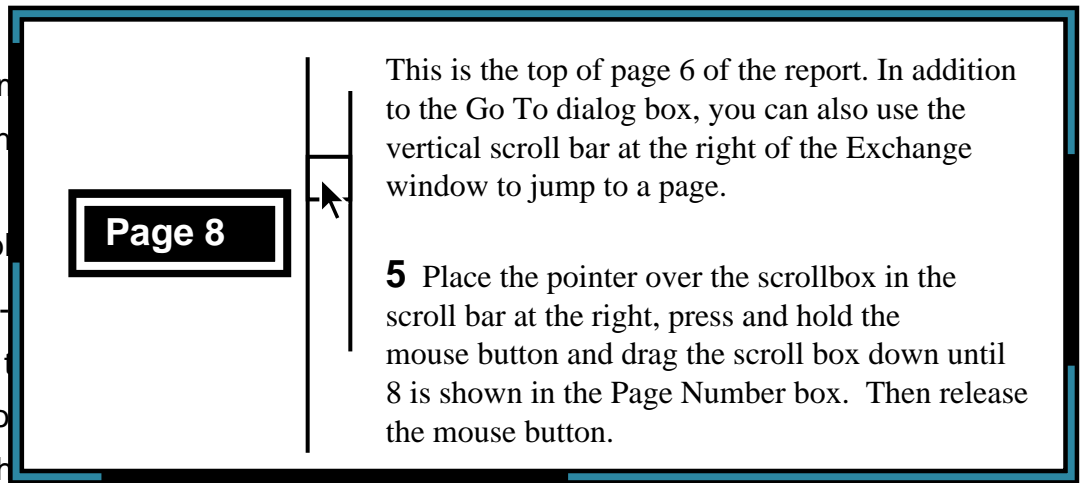 This is the top of page 6 of the report. In addition
to the Go To dialog box, you can also use the
vertical scroll bar at the right of the Exchange
window to jump to a page.
Page 8
5 Place the pointer over the scrollbox in the
scroll bar at the right, press and hold the
mouse button and drag the scroll box down until
8 is shown in the Page Number box. Then release
the mouse button.